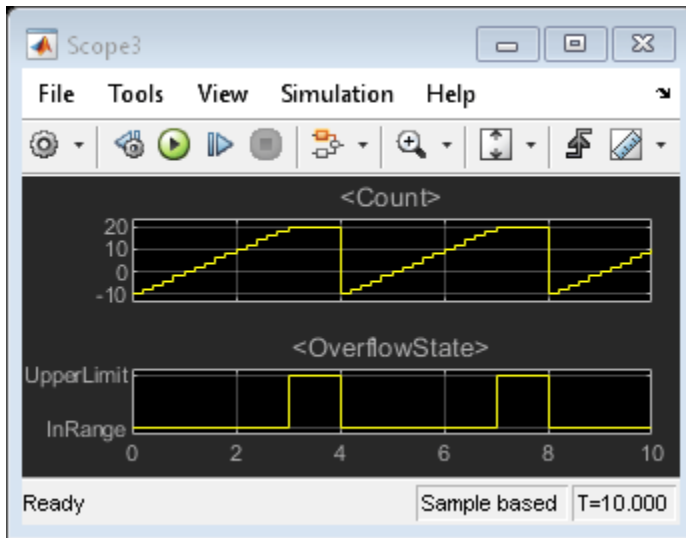 Scope3
File Tools View Simulation Help
<Count>
20
10
0
-10
<OverflowState>
UpperLimit
InRange
0 2 4 6 8 10
Ready Sample based T=10.000